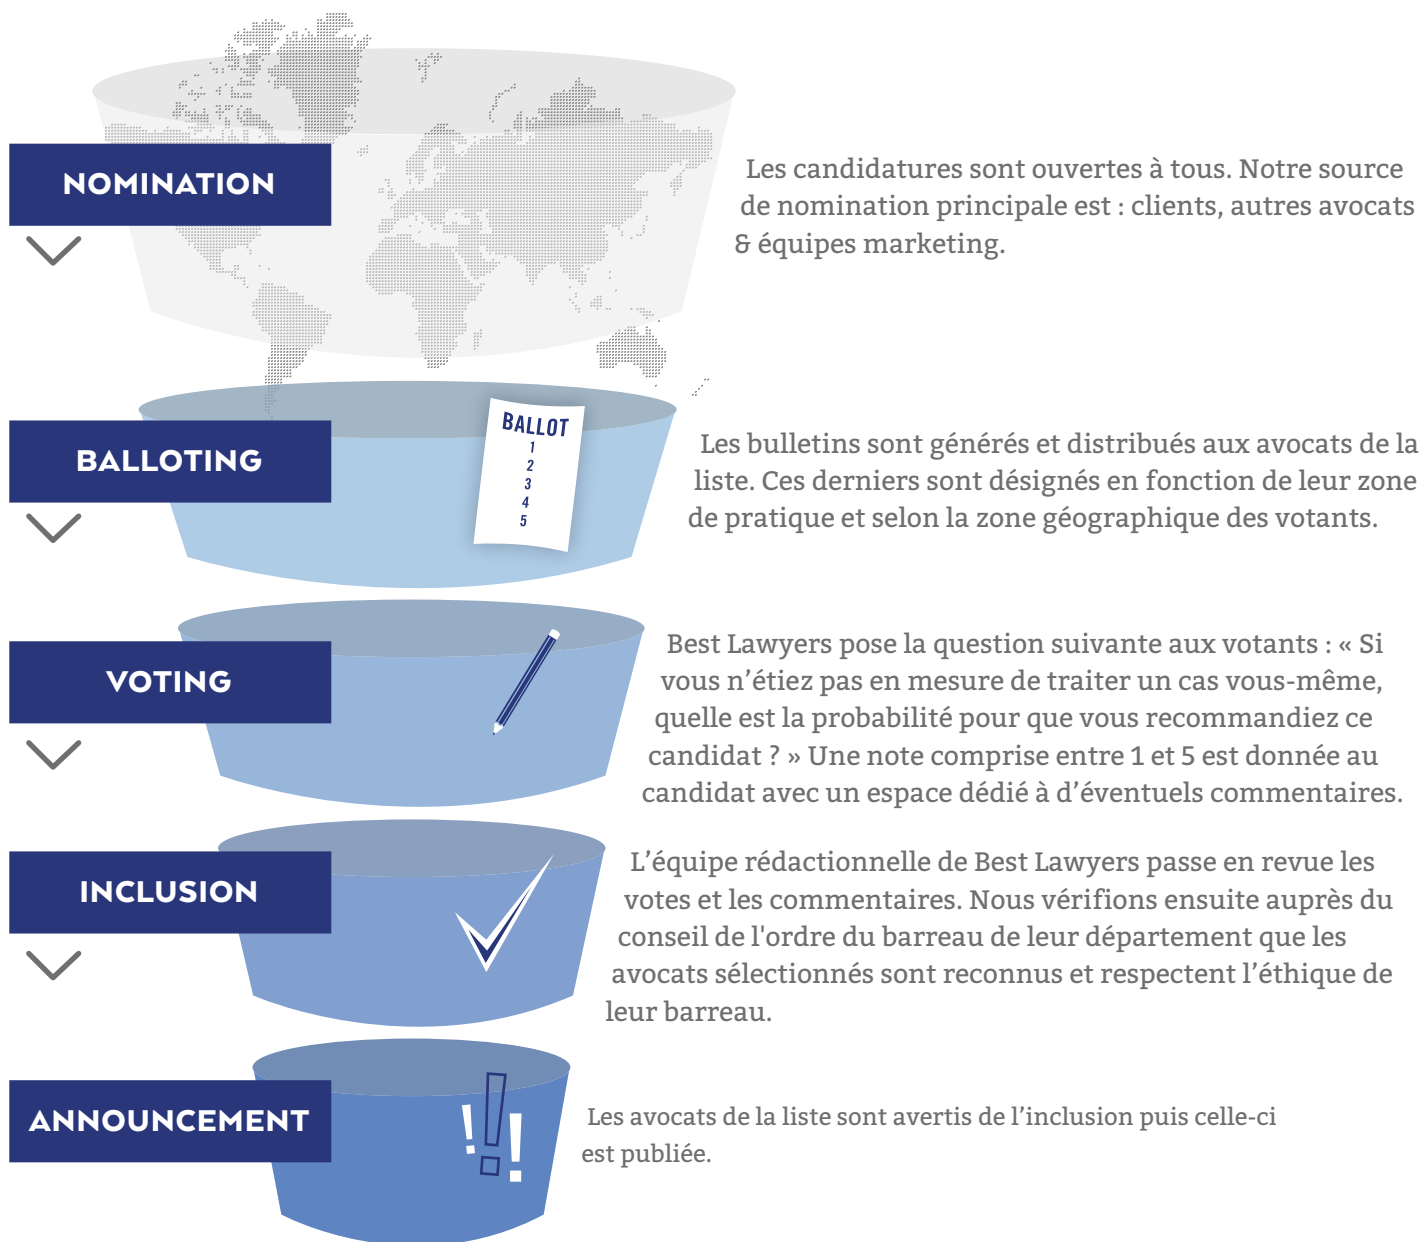 NOMINATION
Les candidatures sont ouvertes à tous. Notre source
de nomination principale est : clients, autres avocats
& équipes marketing.
BALLOTING
BALLOT
1
2
3
4
5
Les bulletins sont générés et distribués aux avocats de la
liste. Ces derniers sont désignés en fonction de leur zone
de pratique et selon la zone géographique des votants.
VOTING
Best Lawyers pose la question suivante aux votants : « Si
vous n’étiez pas en mesure de traiter un cas vous-même,
quelle est la probabilité pour que vous recommandiez ce
candidat ? » Une note comprise entre 1 et 5 est donnée au
candidat avec un espace dédié à d’éventuels commentaires.
INCLUSION
L’équipe rédactionnelle de Best Lawyers passe en revue les
votes et les commentaires. Nous vérifions ensuite auprès du
conseil de l'ordre du barreau de leur département que les
avocats sélectionnés sont reconnus et respectent l’éthique de
leur barreau.
ANNOUNCEMENT
!!!
Les avocats de la liste sont avertis de l’inclusion puis celle-ci
est publiée.